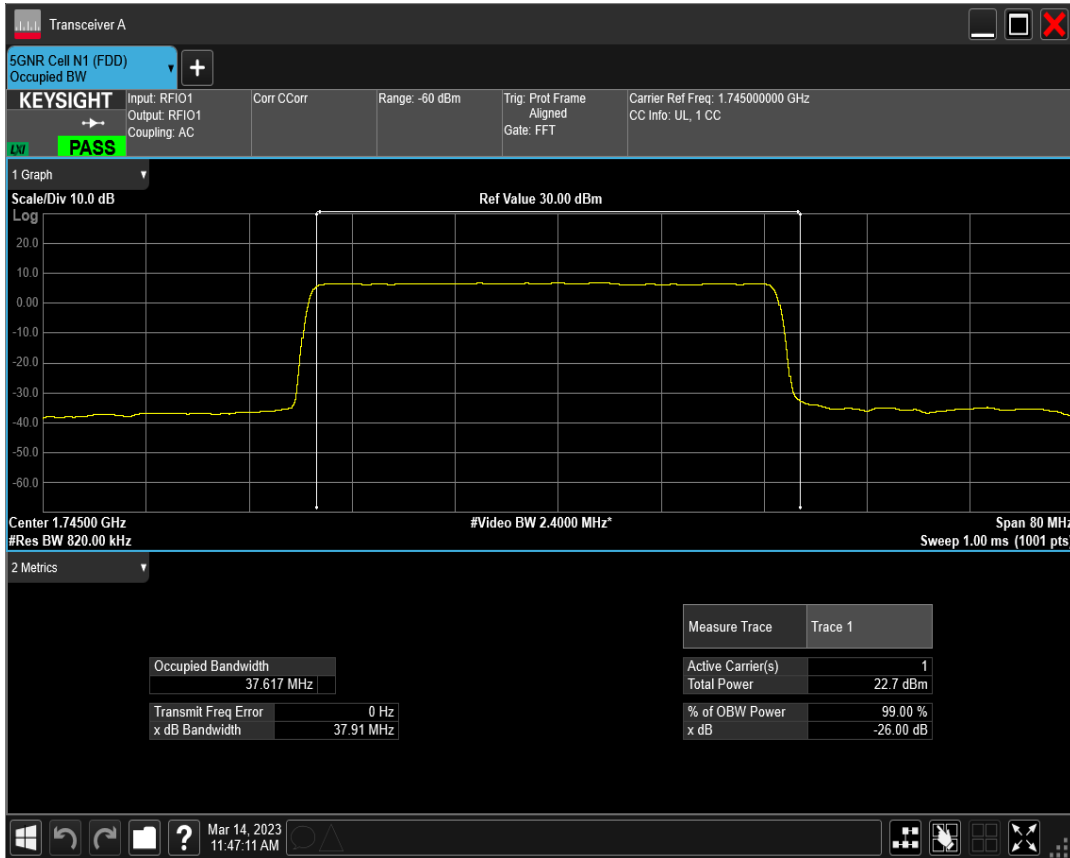 Transceiver A
5GNR Cell N1 (FDD)
Occupied BW
+
KEYSIGHT
Input: RFIO1
Output: RFIO1
Coupling: AC
Corr CCorr
Range: -60 dBm
Trig: Prot Frame
Aligned
Gate: FFT
Carrier Ref Freq: 1.745000000 GHz
CC Info: UL, 1 CC
LXI
PASS
1 Graph
Scale/Div 10.0 dB
Ref Value 30.00 dBm
Log
20.0
10.0
0.00
-10.0
-20.0
-30.0
-40.0
-50.0
-60.0
Center 1.74500 GHz
#Video BW 2.4000 MHz*
Span 80 MHz
#Res BW 820.00 kHz
Sweep 1.00 ms (1001 pts)
2 Metrics
Measure Trace
Trace 1
Occupied Bandwidth
37.617 MHz
Active Carrier(s)
1
Total Power
22.7 dBm
Transmit Freq Error
0 Hz
x dB Bandwidth
37.91 MHz
% of OBW Power
99.00 %
x dB
-26.00 dB
?
Mar 14, 2023
11:47:11 AM